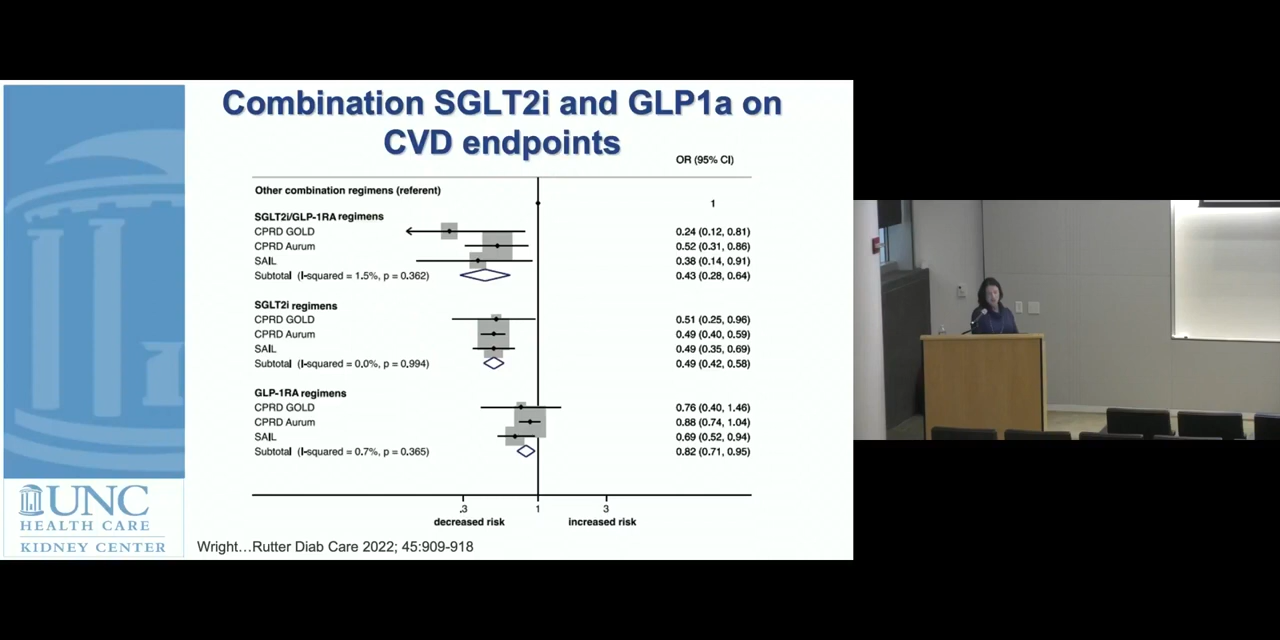 Combination SGLT2i and GLP1a on
CVD endpoints
OR (95% CI)
Other combination regimens (referent)
1
SGLT2i/GLP-1RA regimens
CPRD GOLD 0.24 (0.12, 0.81)
CPRD Aurum 0.52 (0.31, 0.86)
SAIL 0.38 (0.14, 0.91)
Subtotal (I-squared = 1.5%, p = 0.362) 0.43 (0.28, 0.64)
SGLT2i regimens
CPRD GOLD 0.51 (0.25, 0.96)
CPRD Aurum 0.49 (0.40, 0.59)
SAIL 0.49 (0.35, 0.69)
Subtotal (I-squared = 0.0%, p = 0.994) 0.49 (0.42, 0.58)
GLP-1RA regimens
CPRD GOLD 0.76 (0.40, 1.46)
CPRD Aurum 0.88 (0.74, 1.04)
SAIL 0.69 (0.52, 0.94)
Subtotal (I-squared = 0.7%, p = 0.365) 0.82 (0.71, 0.95)
.3 1 3
decreased risk increased risk
UNC
HEALTH CARE
KIDNEY CENTER
Wright…Rutter Diab Care 2022; 45:909-918